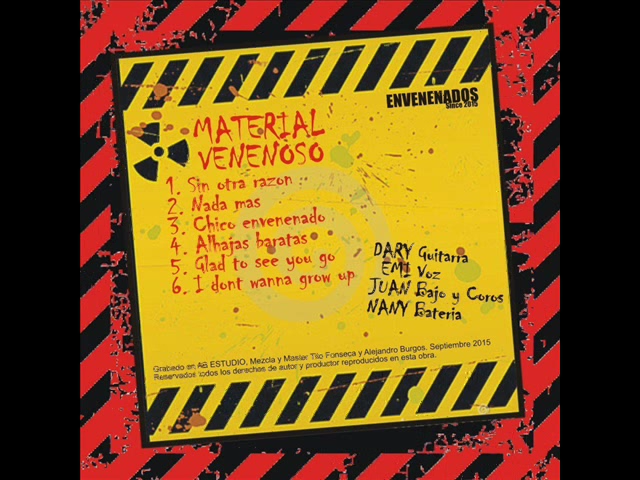 ENVENENADOS
Since 2015
MATERIAL
VENENOSO
1. Sin otra razon
2. Nada mas
3. Chico envenenado
4. Alhajas baratas
5. Glad to see you go
6. I dont wanna grow up
DARY Guitarra
EMI Voz
JUAN Bajo y Coros
NANY Bateria
Grabado en AB ESTUDIO, Mezcla y Master Tito Fonseca y Alejandro Burgos. Septiembre 2015
Reservados todos los derechos de autor y productor reproducidos en esta obra.